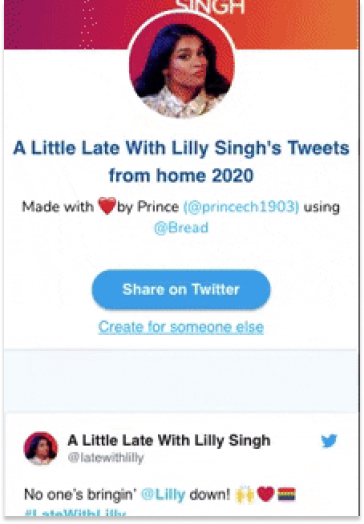 SINGH
A Little Late With Lilly Singh's Tweets
from home 2020
Made with ❤️by Prince (@princech1903) using
@Bread
Share on Twitter
Create for someone else
A Little Late With Lilly Singh
@latewithlilly
No one's bringin' @Lilly down! 🙌❤️🏳️‍🌈
#LateWithLilly